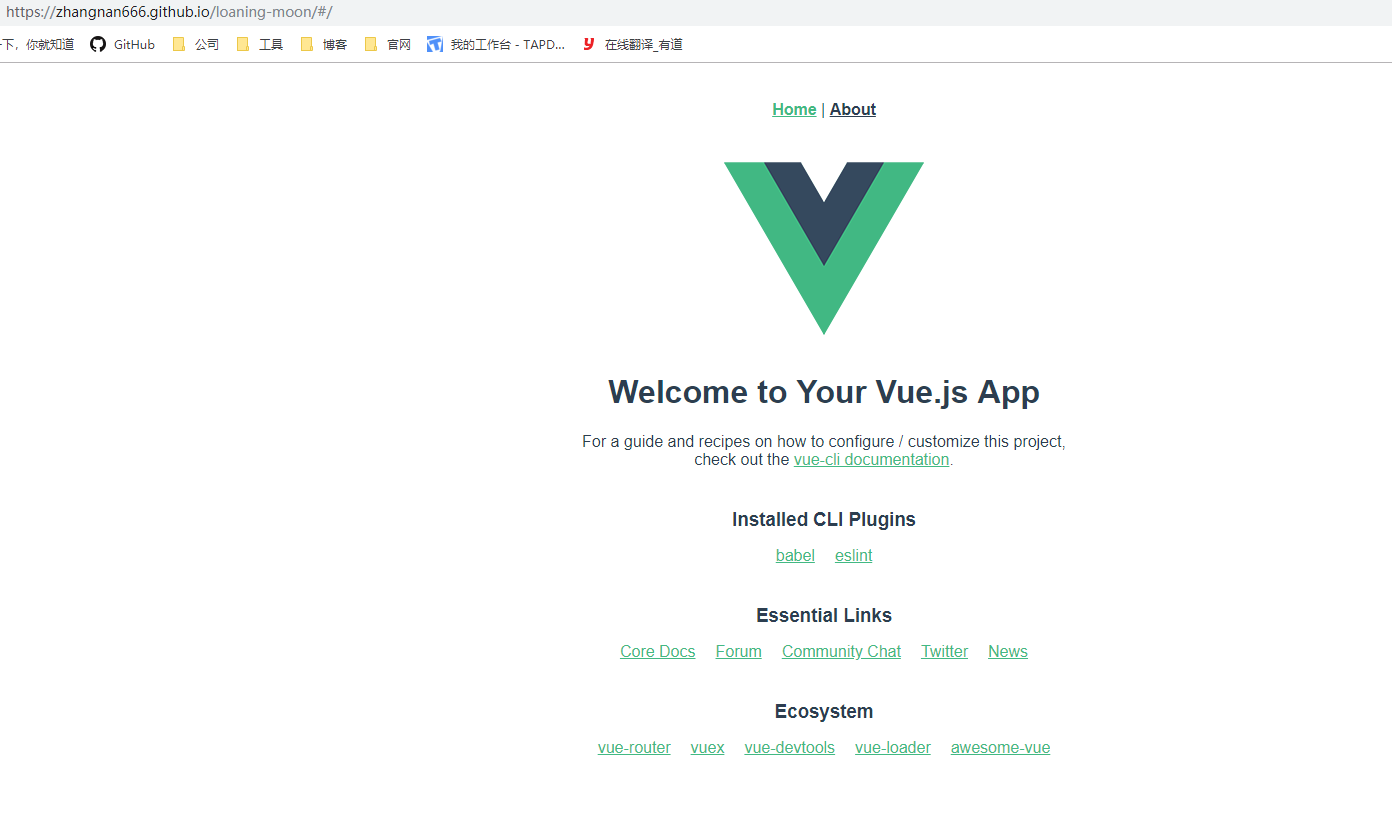 https://zhangnan666.github.io/loaning-moon/#/
下，你就知道 GitHub 公司 工具 博客 官网 我的工作台 - TAPD... 在线翻译_有道
Home | About
Welcome to Your Vue.js App
For a guide and recipes on how to configure / customize this project,
check out the vue-cli documentation.
Installed CLI Plugins
babel eslint
Essential Links
Core Docs Forum Community Chat Twitter News
Ecosystem
vue-router vuex vue-devtools vue-loader awesome-vue